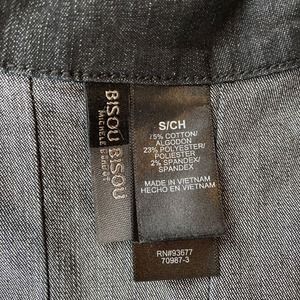 BISOU BISOU
MICHELE BOHBOT
S/CH
75% COTTON/
ALGODON
23% POLYESTER/
POLIESTER
2% SPANDEX/
SPANDEX
MADE IN VIETNAM
HECHO EN VIETNAM
RN#93677
70987-3